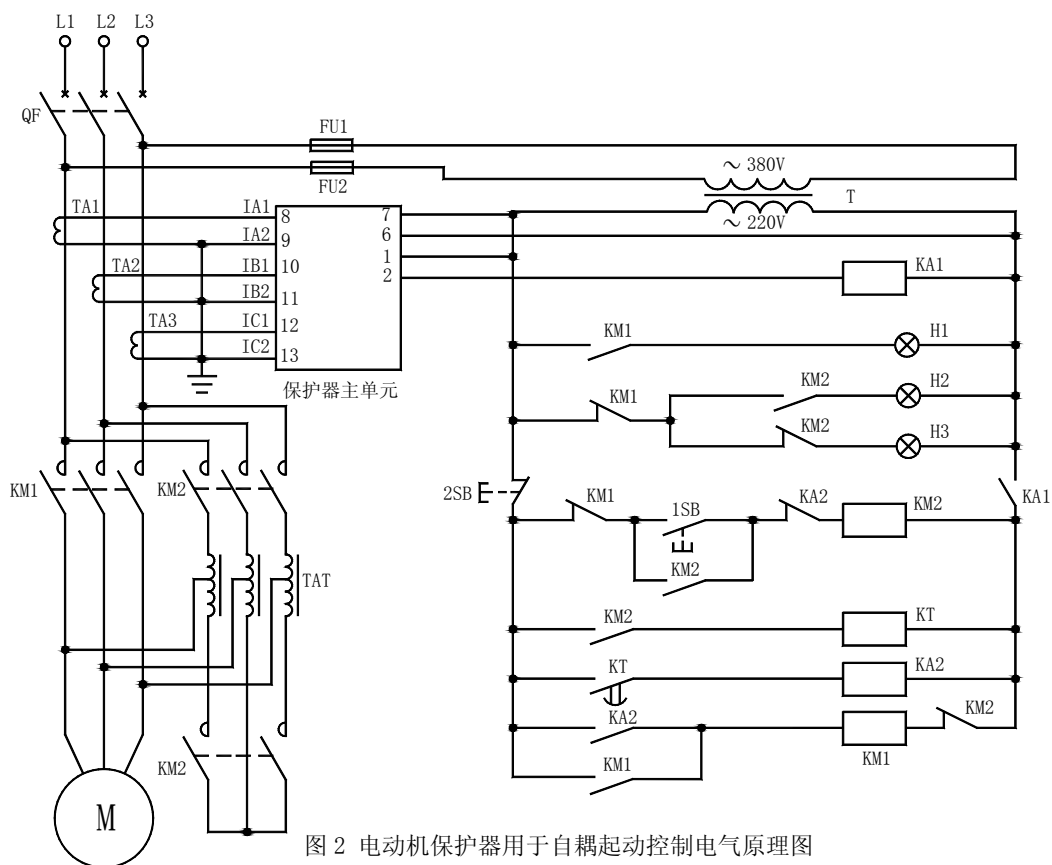 L1 L2 L3
QF
FU1
FU2
～380V
T
～220V
TA1
IA1 8
IA2 9
TA2
IB1 10
IB2 11
TA3
IC1 12
IC2 13
7
6
1
2
保护器主单元
KA1
KM1
H1
KM1
KM2
H2
KM2
H3
KM1
KM2
2SB
KM1
1SB
KA2
KM2
KA1
KM2
TAT
KM2
KT
KT
KA2
KA2
KM2
KM1
KM1
KM2
M
图 2 电动机保护器用于自耦起动控制电气原理图